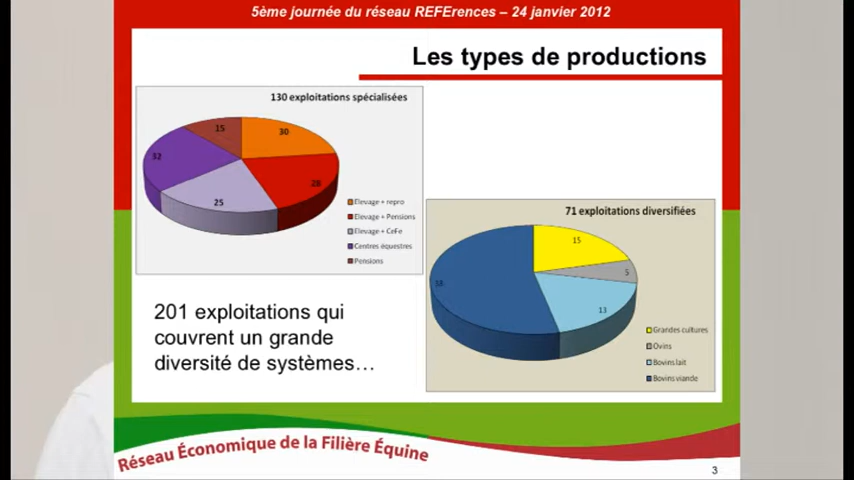 5ème journée du réseau REFErences – 24 janvier 2012
Les types de productions
130 exploitations spécialisées
15
30
32
28
25
Elevage + repro
Elevage + Pensions
Elevage + CeFe
Centres équestres
Pensions
71 exploitations diversifiées
15
5
38
13
Grandes cultures
Ovins
Bovins lait
Bovins viande
201 exploitations qui
couvrent un grande
diversité de systèmes…
Réseau Économique de la Filière Équine
3